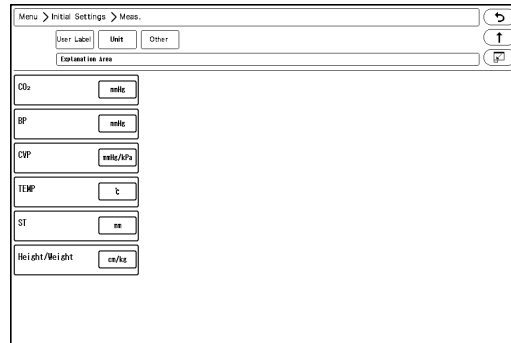 Menu > Initial Settings > Meas.
User Label Unit Other
Explanation Area
CO₂ mmHg
BP mmHg
CVP mmHg/kPa
TEMP ℃
ST mm
Height/Weight cm/kg